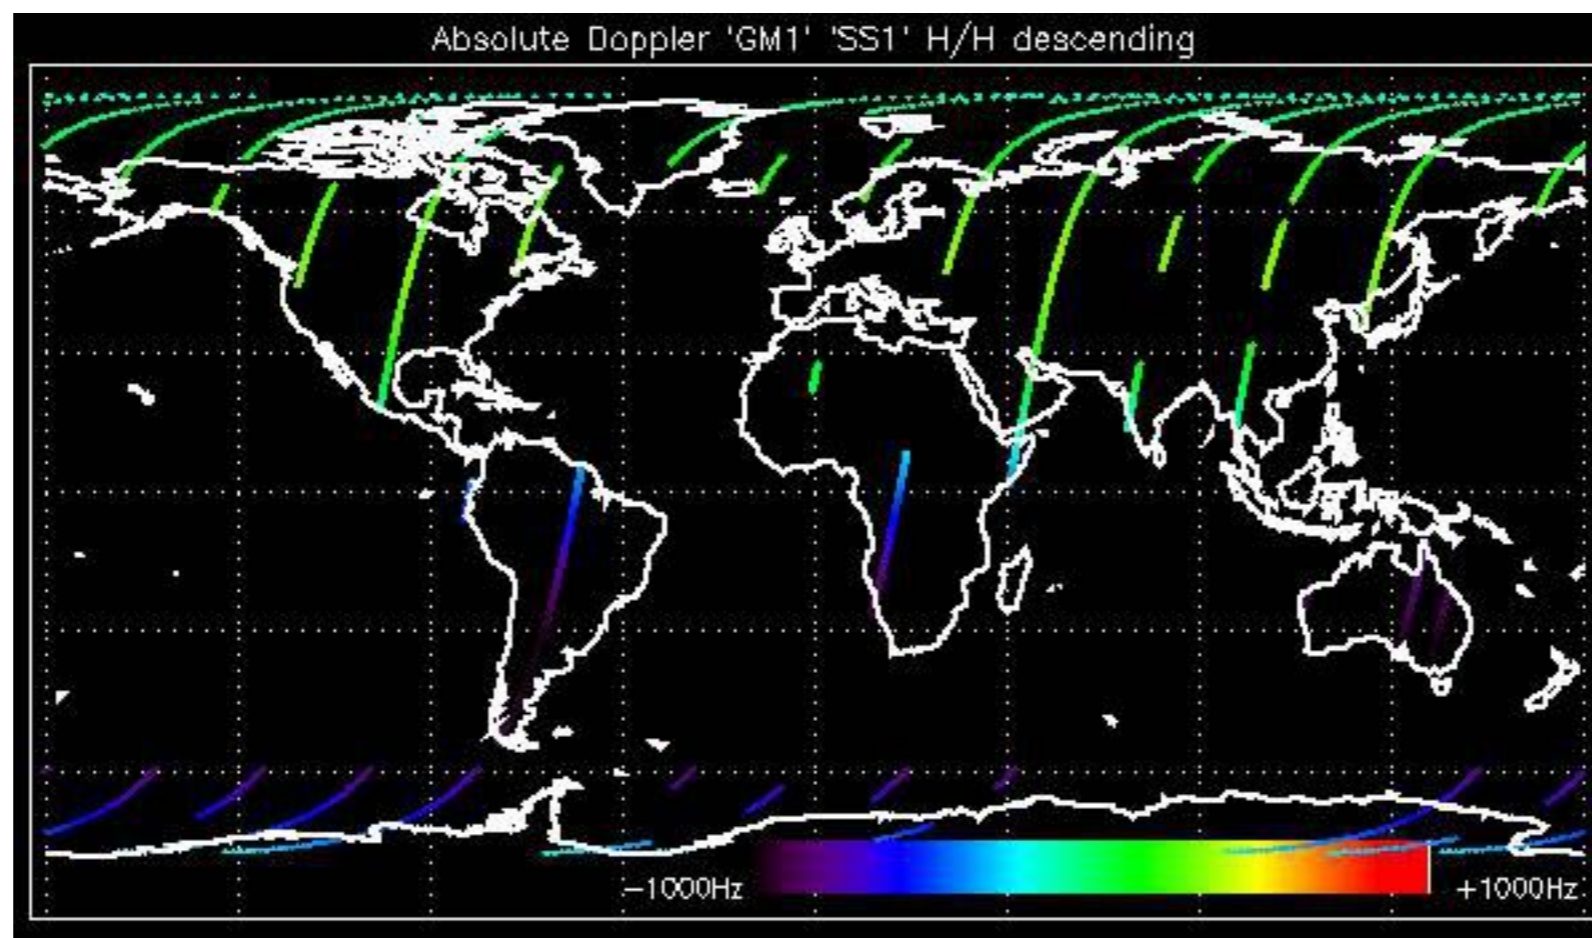 Absolute Doppler 'GM1' 'SS1' H/H descending
-1000Hz +1000Hz